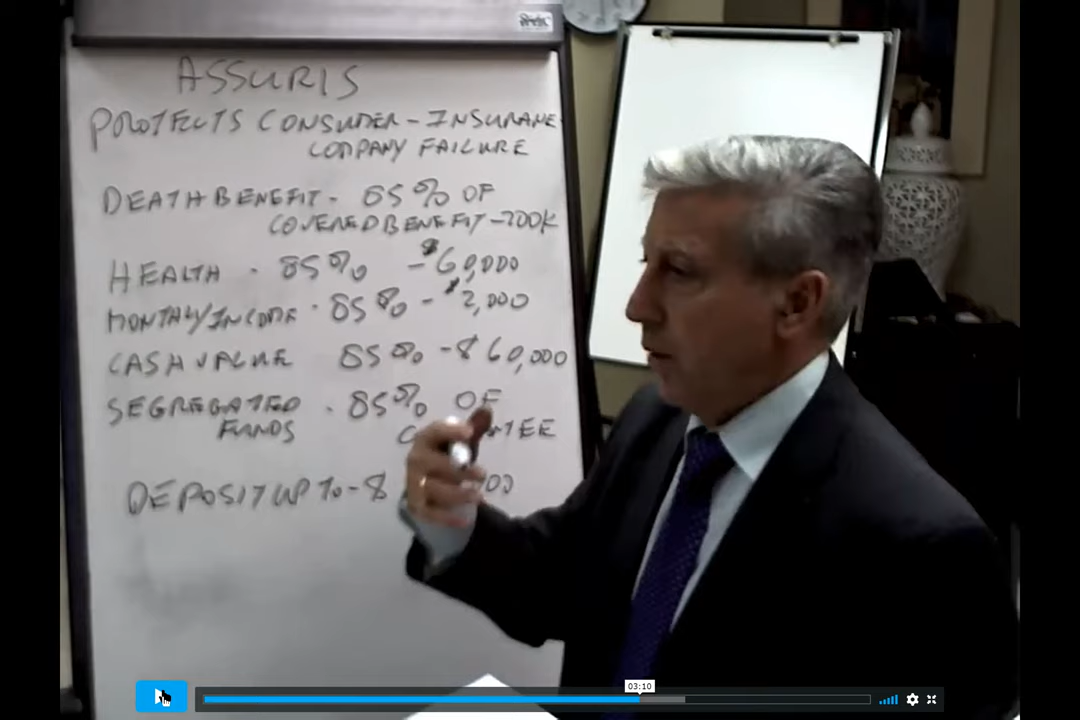 ASSURIS
PROTECTS CONSUMER - INSURANCE
COMPANY FAILURE
DEATH BENEFIT - 85% OF
COVERED BENEFIT - 200K
HEALTH · 85% - $60,000
MONTHLY INCOME · 85% - $2,000
CASH VALUE 85% - $60,000
SEGREGATED · 85% OF
FUNDS
DEPOSIT UP TO - $
03:10